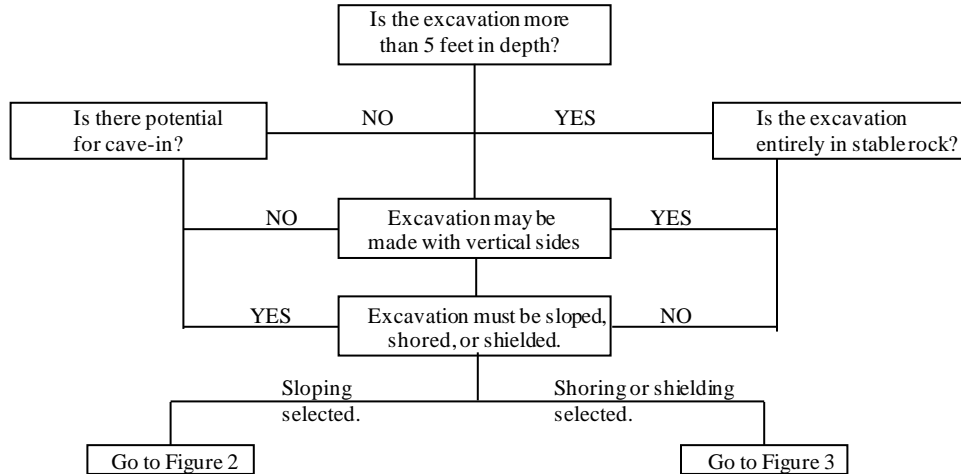 Is the excavation more
than 5 feet in depth?
Is there potential
for cave-in?
NO
YES
Is the excavation
entirely in stable rock?
NO
Excavation may be
made with vertical sides
YES
YES
Excavation must be sloped,
shored, or shielded.
NO
Sloping
selected.
Shoring or shielding
selected.
Go to Figure 2
Go to Figure 3